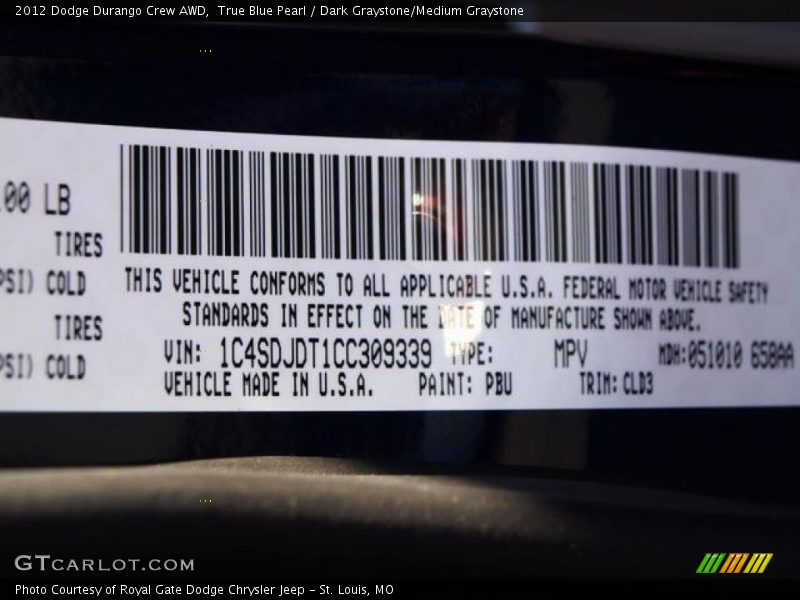 2012 Dodge Durango Crew AWD, True Blue Pearl / Dark Graystone/Medium Graystone
00 LB
TIRES
PSI) COLD
TIRES
PSI) COLD
THIS VEHICLE CONFORMS TO ALL APPLICABLE U.S.A. FEDERAL MOTOR VEHICLE SAFETY
STANDARDS IN EFFECT ON THE DATE OF MANUFACTURE SHOWN ABOVE.
VIN: 1C4SDJDT1CC309339 TYPE: MPV MDH:051010 650AA
VEHICLE MADE IN U.S.A. PAINT: PBU TRIM: CLD3
GTCARLOT.COM
Photo Courtesy of Royal Gate Dodge Chrysler Jeep - St. Louis, MO